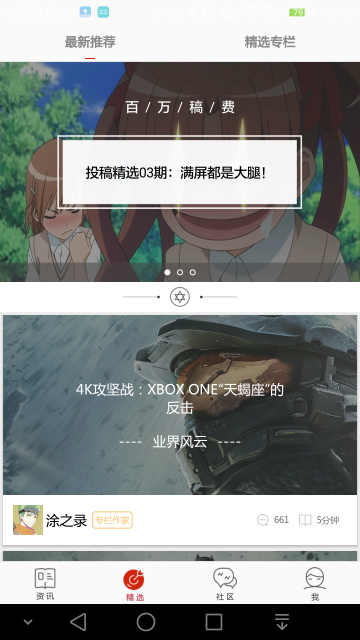 79
最新推荐
精选专栏
百/万/稿/费
投稿精选03期：满屏都是大腿！
4K攻坚战：XBOX ONE“天蝎座”的
反击
---- 业界风云 ----
涂之录 专栏作家
661
5分钟
资讯
精选
社区
我